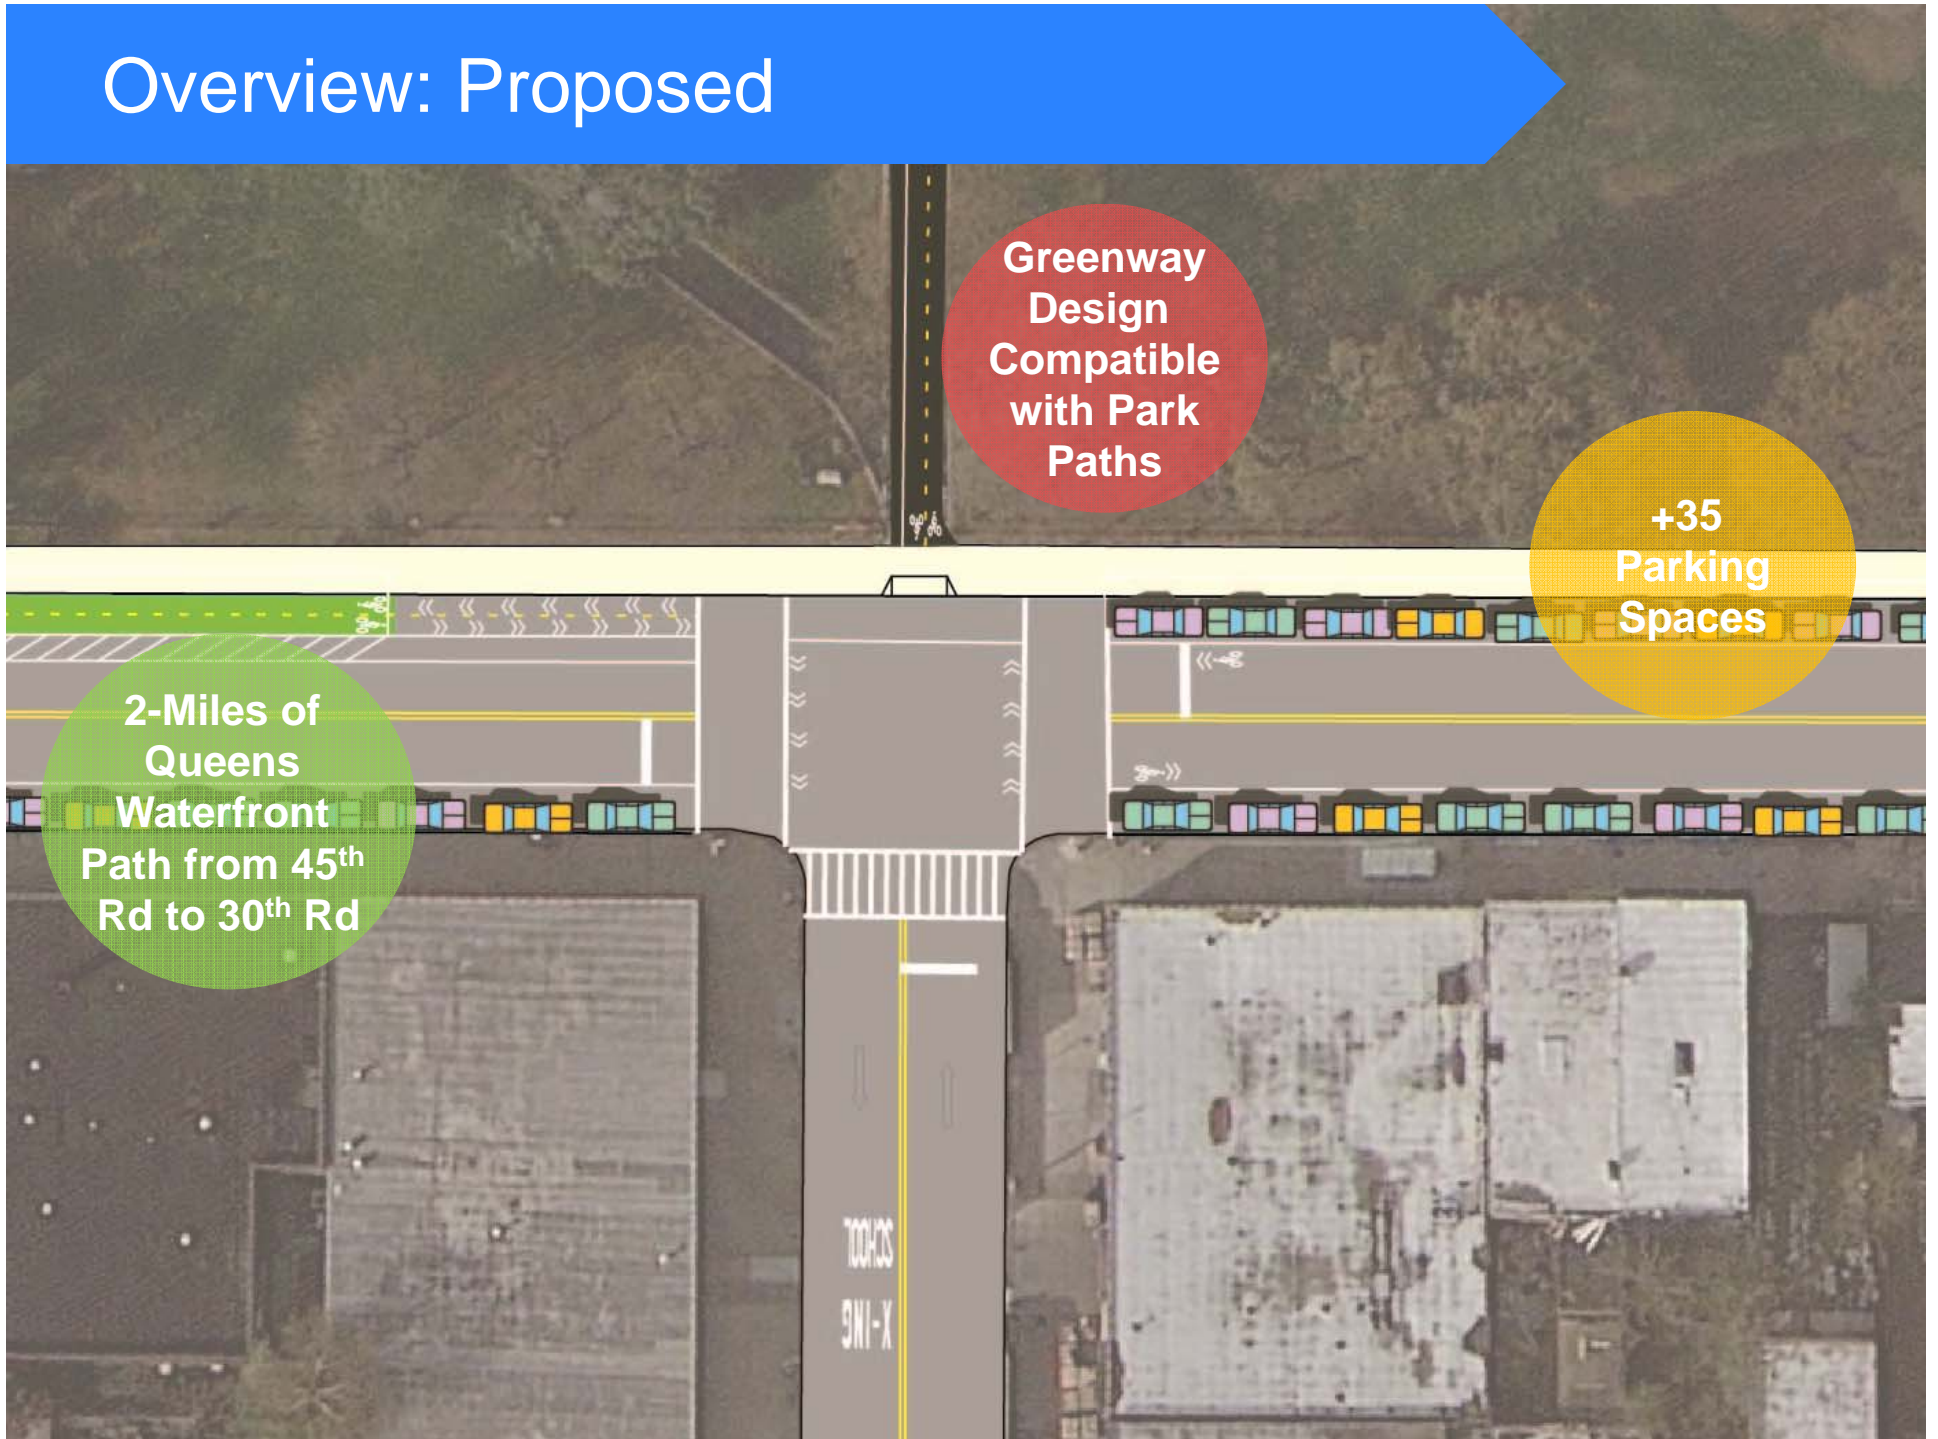 Overview: Proposed
Greenway
Design
Compatible
with Park
Paths
+35
Parking
Spaces
2-Miles of
Queens
Waterfront
Path from 45th
Rd to 30th Rd
SCHOOL
X-ING